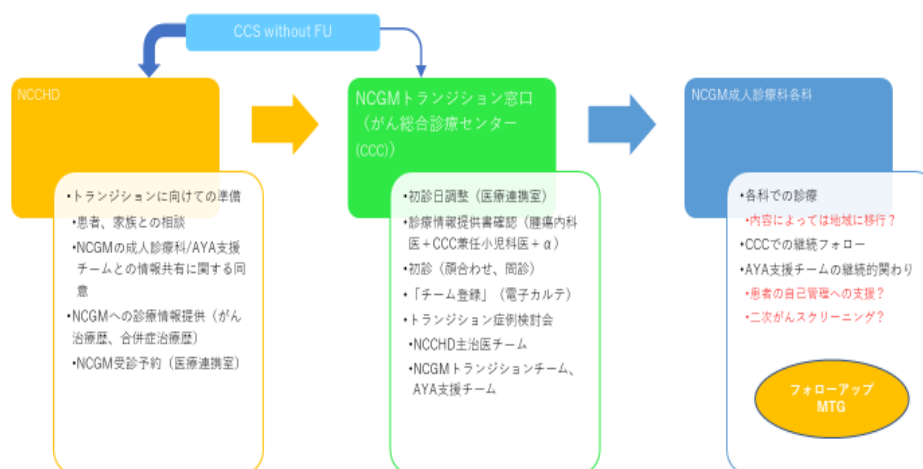 CCS without FU
NCCHD
•トランジションに向けての準備
•患者、家族との相談
•NCGMの成人診療科/AYA支援
チームとの情報共有に関する同
意
•NCGMへの診療情報提供（がん
治療歴、合併症治療歴）
•NCGM受診予約（医療連携室）
NCGMトランジション窓口
（がん総合診療センター
(CCC)）
•初診日調整（医療連携室）
•診療情報提供書確認（腫瘍内科
医＋CCC兼任小児科医＋α）
•初診（顔合わせ、問診）
•「チーム登録」（電子カルテ）
•トランジション症例検討会
•NCCHD主治医チーム
•NCGMトランジションチーム、
AYA支援チーム
NCGM成人診療科各科
•各科での診療
•内容によっては地域に移行？
•CCCでの継続フォロー
•AYA支援チームの継続的関わり
•患者の自己管理への支援？
•二次がんスクリーニング？
フォローアップ
MTG